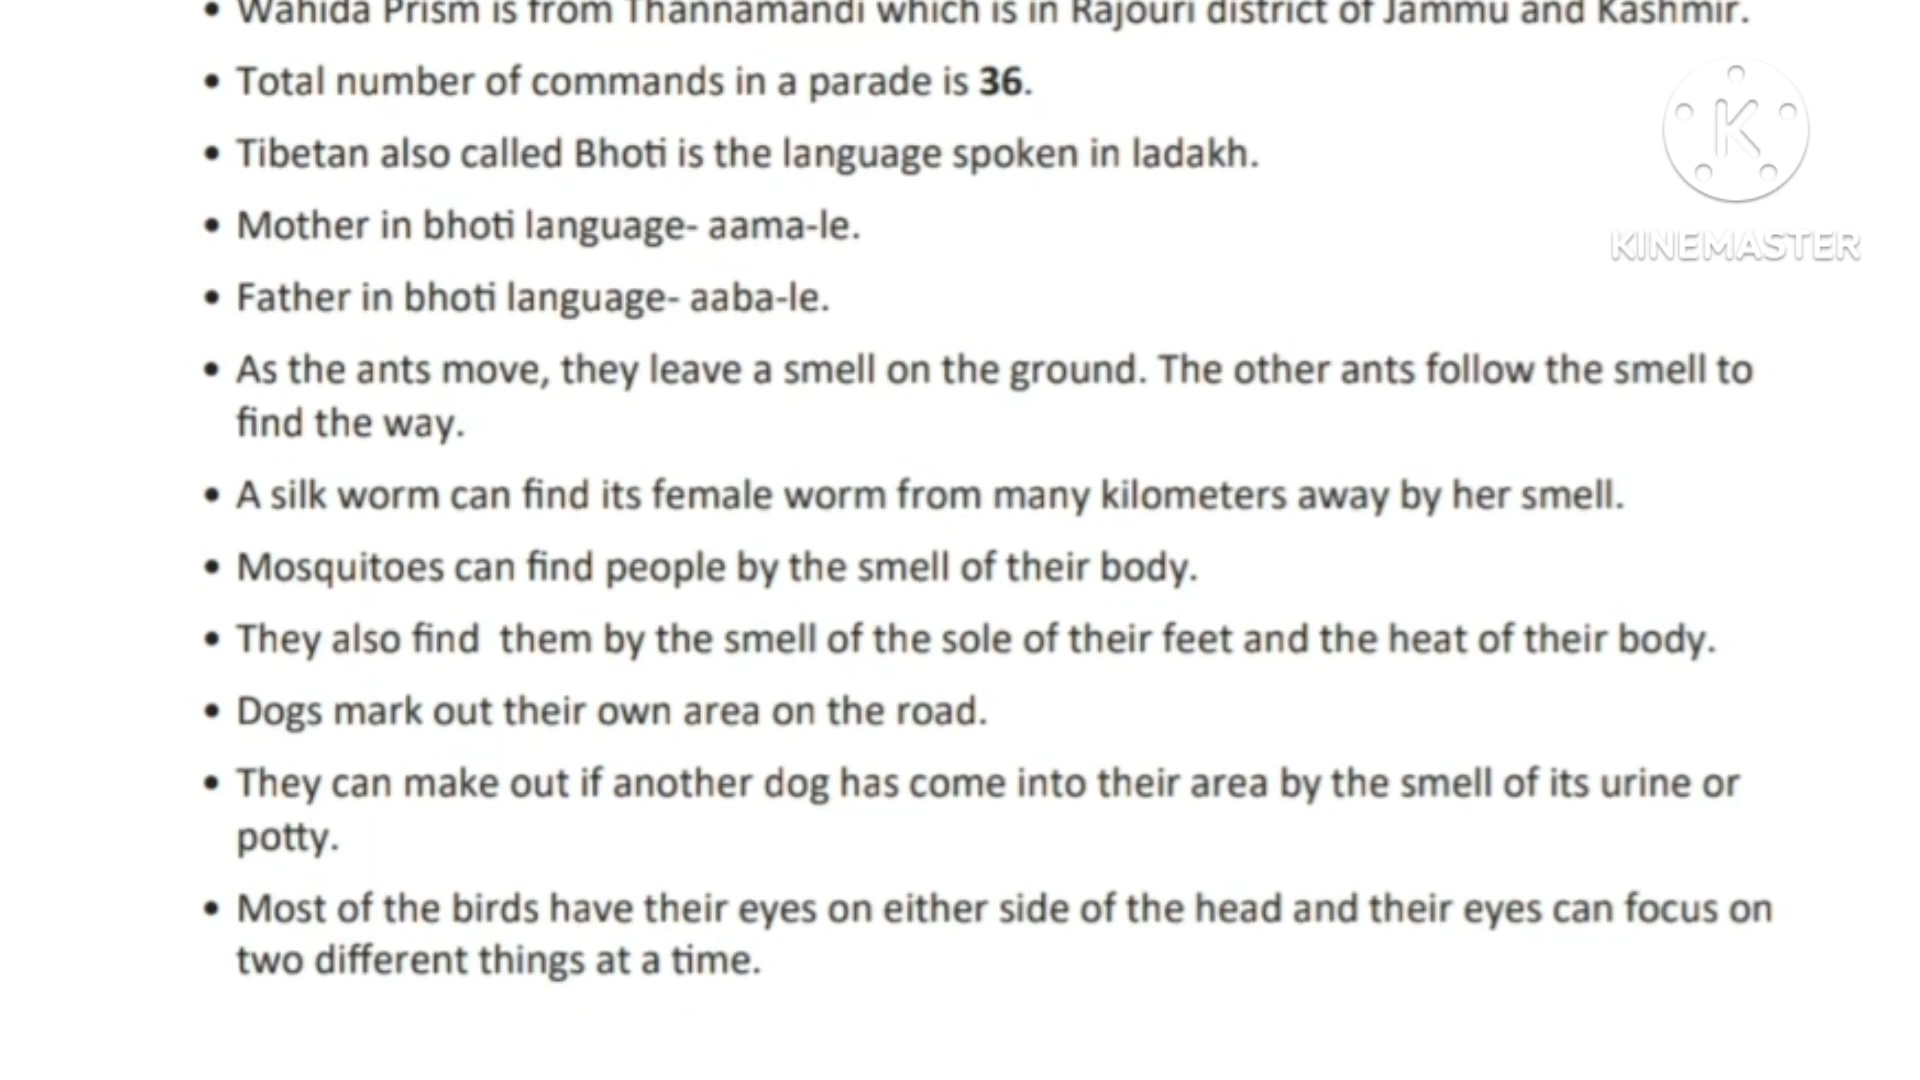 • Wahida Prism is from Thannamandi which is in Rajouri district of Jammu and Kashmir.
• Total number of commands in a parade is 36.
• Tibetan also called Bhoti is the language spoken in ladakh.
• Mother in bhoti language- aama-le.
• Father in bhoti language- aaba-le.
• As the ants move, they leave a smell on the ground. The other ants follow the smell to
find the way.
• A silk worm can find its female worm from many kilometers away by her smell.
• Mosquitoes can find people by the smell of their body.
• They also find  them by the smell of the sole of their feet and the heat of their body.
• Dogs mark out their own area on the road.
• They can make out if another dog has come into their area by the smell of its urine or
potty.
• Most of the birds have their eyes on either side of the head and their eyes can focus on
two different things at a time.
K
KINEMASTER